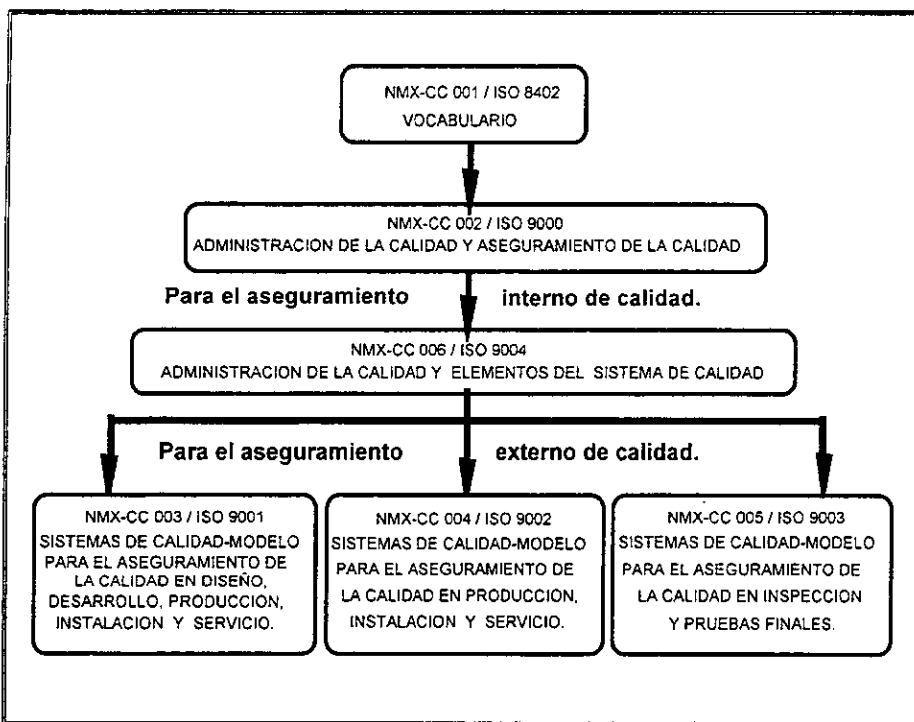 NMX-CC 001 / ISO 8402
VOCABULARIO
NMX-CC 002 / ISO 9000
ADMINISTRACION DE LA CALIDAD Y ASEGURAMIENTO DE LA CALIDAD
Para el aseguramiento interno de calidad.
NMX-CC 006 / ISO 9004
ADMINISTRACION DE LA CALIDAD Y ELEMENTOS DEL SISTEMA DE CALIDAD
Para el aseguramiento externo de calidad.
NMX-CC 003 / ISO 9001
SISTEMAS DE CALIDAD-MODELO
PARA EL ASEGURAMIENTO DE
LA CALIDAD EN DISEÑO,
DESARROLLO, PRODUCCION,
INSTALACION Y SERVICIO.
NMX-CC 004 / ISO 9002
SISTEMAS DE CALIDAD-MODELO
PARA EL ASEGURAMIENTO DE
LA CALIDAD EN PRODUCCION,
INSTALACION Y SERVICIO.
NMX-CC 005 / ISO 9003
SISTEMAS DE CALIDAD-MODELO
PARA EL ASEGURAMIENTO DE
LA CALIDAD EN INSPECCION
Y PRUEBAS FINALES.